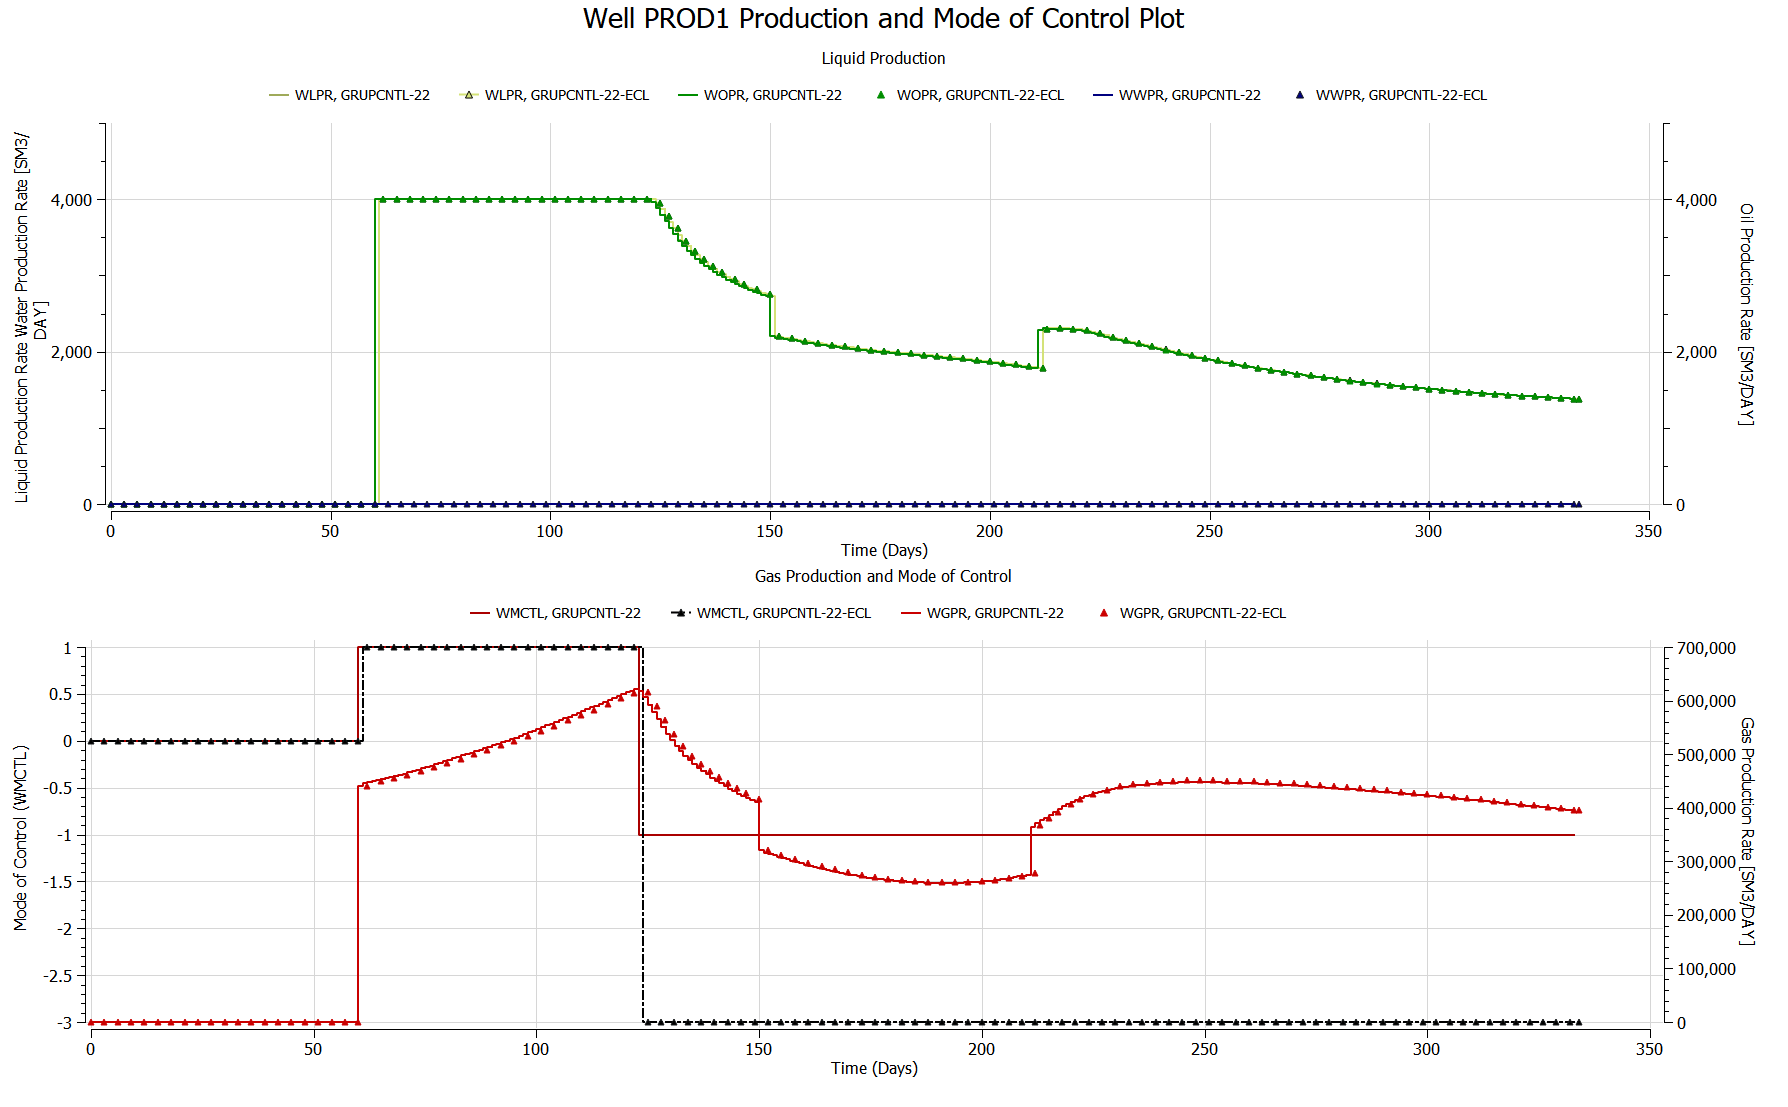 Well PROD1 Production and Mode of Control Plot
Liquid Production
WLPR, GRUPCNTL-22 WLPR, GRUPCNTL-22-ECL WOPR, GRUPCNTL-22 WOPR, GRUPCNTL-22-ECL WWPR, GRUPCNTL-22 WWPR, GRUPCNTL-22-ECL
Liquid Production Rate Water Production Rate [SM3/
DAY]
4,000
2,000
0
4,000
2,000
0
Oil Production Rate [SM3/DAY]
0 50 100 150 200 250 300 350
Time (Days)
Gas Production and Mode of Control
WMCTL, GRUPCNTL-22 WMCTL, GRUPCNTL-22-ECL WGPR, GRUPCNTL-22 WGPR, GRUPCNTL-22-ECL
Mode of Control (WMCTL)
1
0.5
0
-0.5
-1
-1.5
-2
-2.5
-3
700,000
600,000
500,000
400,000
300,000
200,000
100,000
0
Gas Production Rate [SM3/DAY]
0 50 100 150 200 250 300 350
Time (Days)